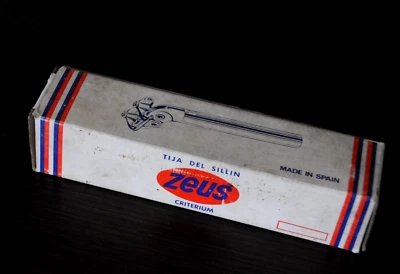 TIJA DEL SILLIN
MADE IN SPAIN
zeus
CRITERIUM